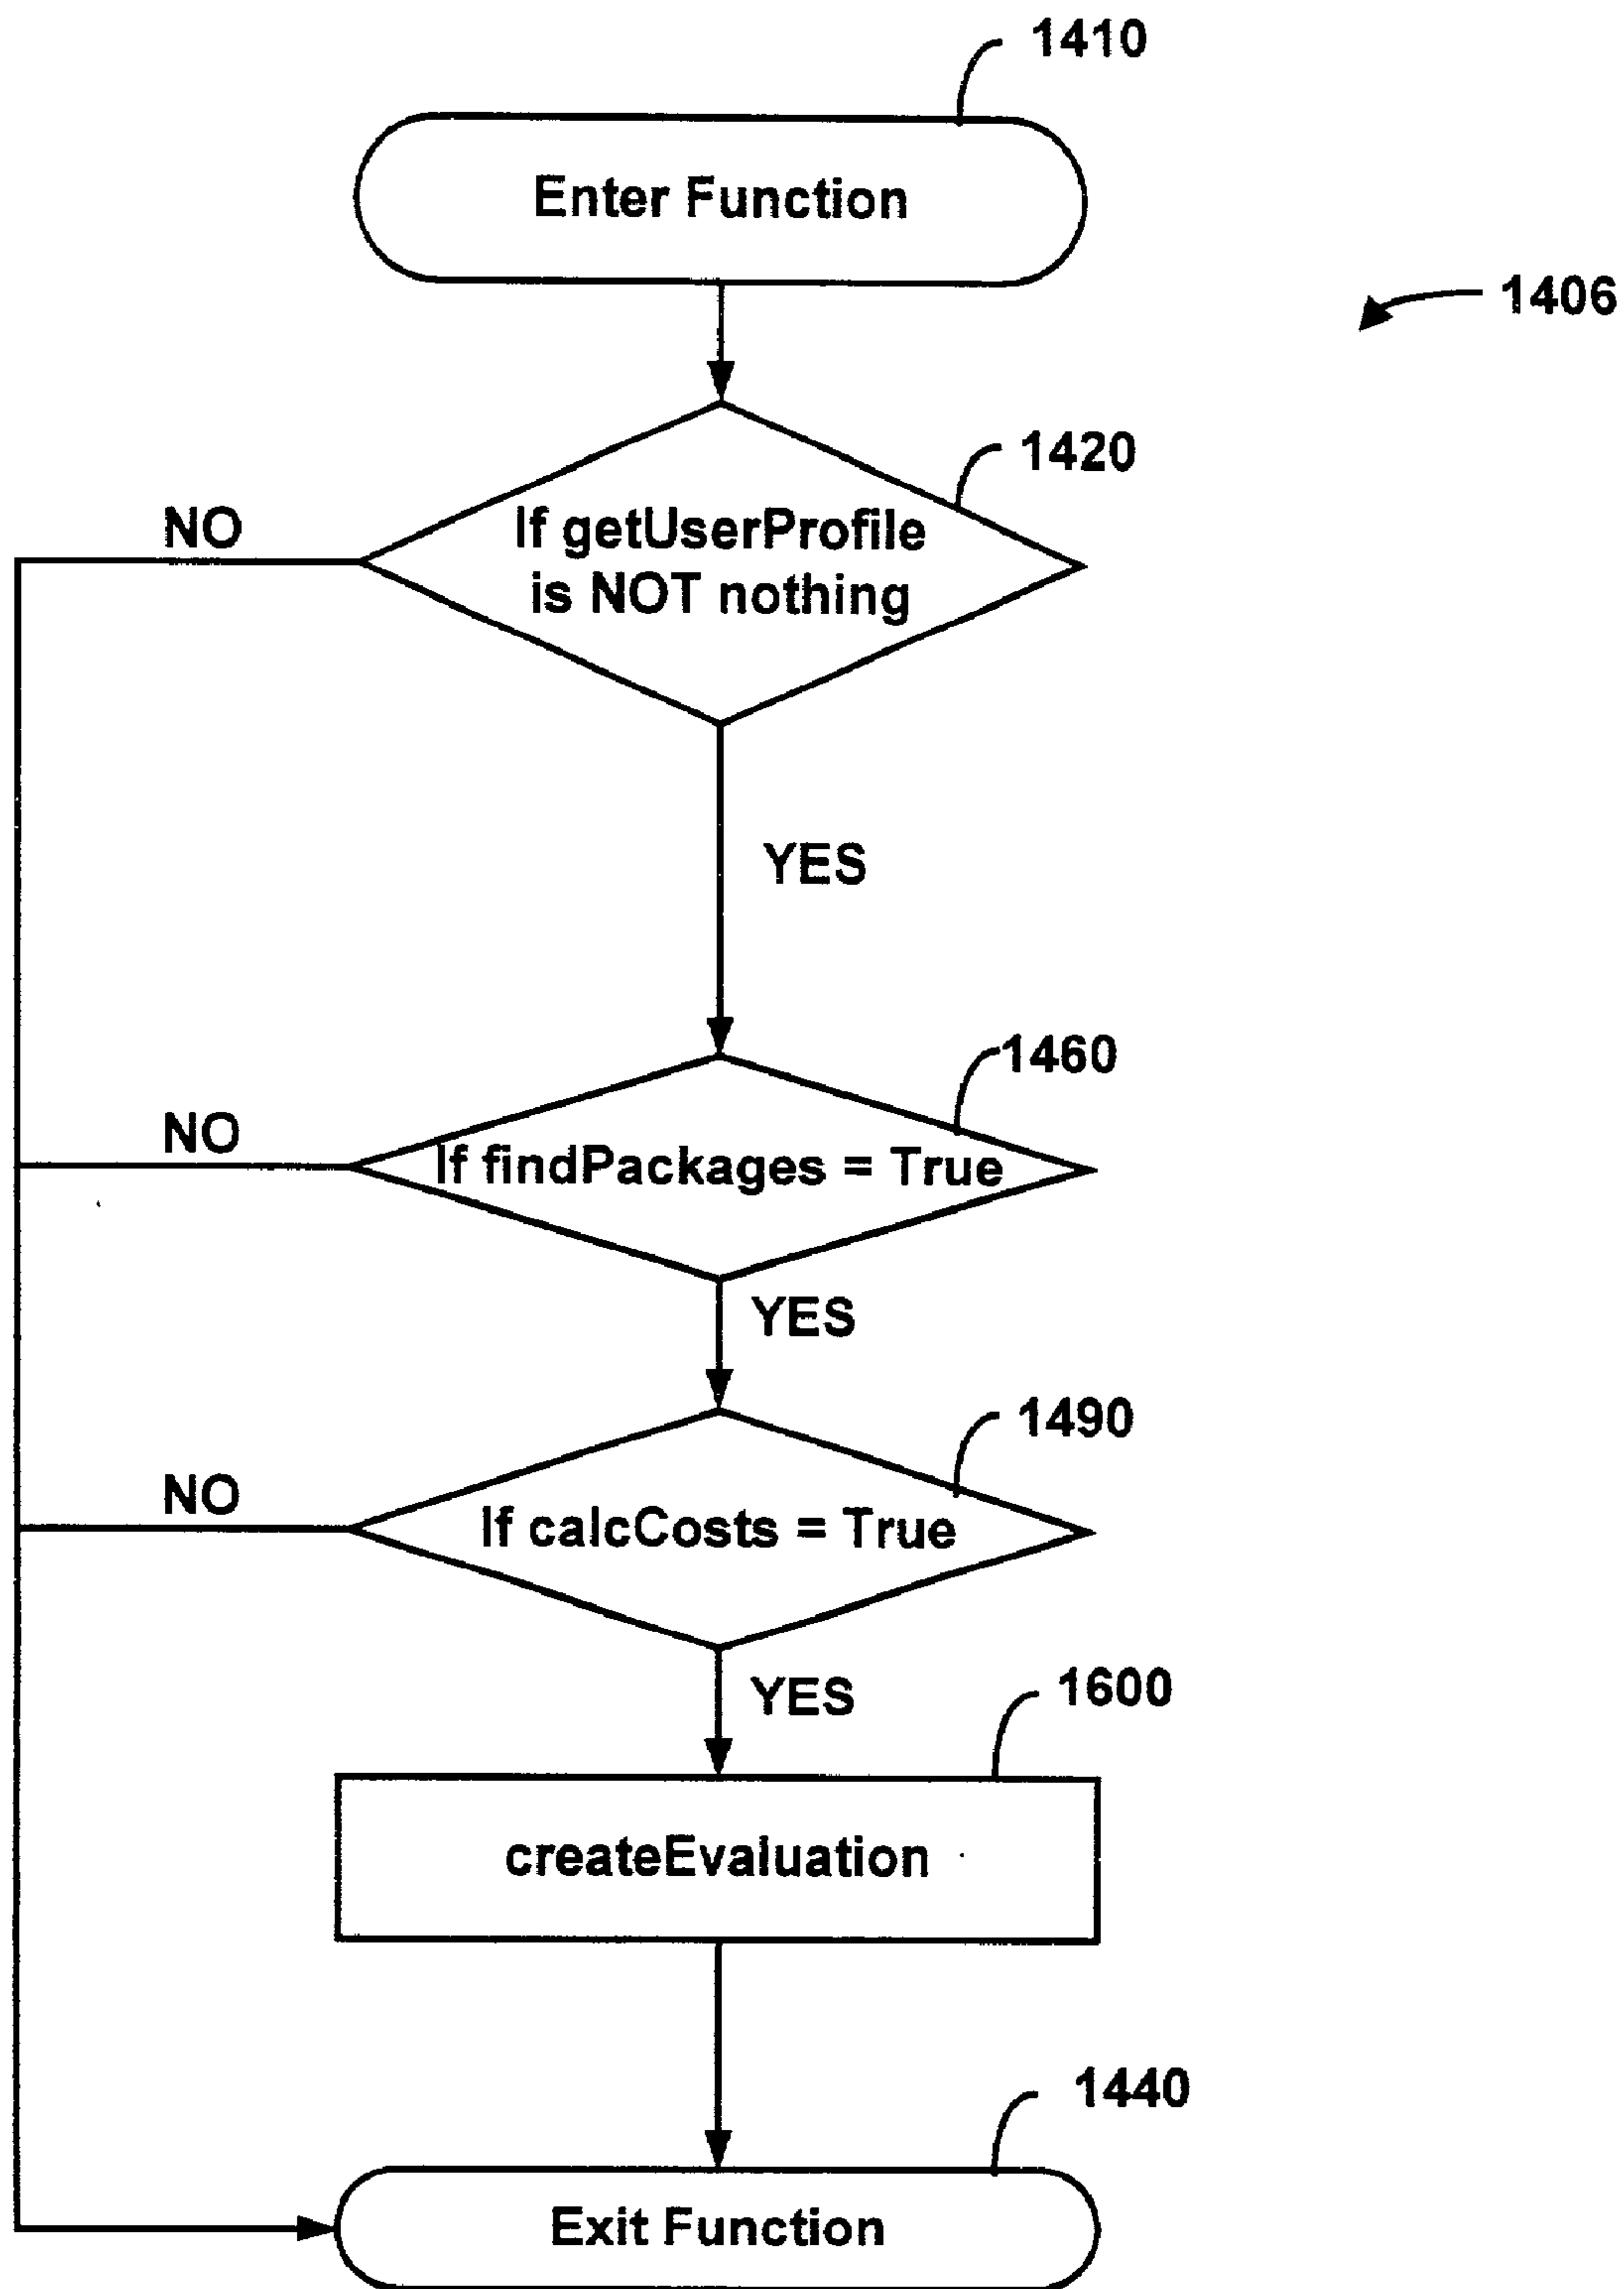 1410
Enter Function
1406
1420
NO
If getUserProfile
is NOT nothing
YES
1460
NO
If findPackages = True
YES
1490
NO
If calcCosts = True
YES
1600
createEvaluation
1440
Exit Function